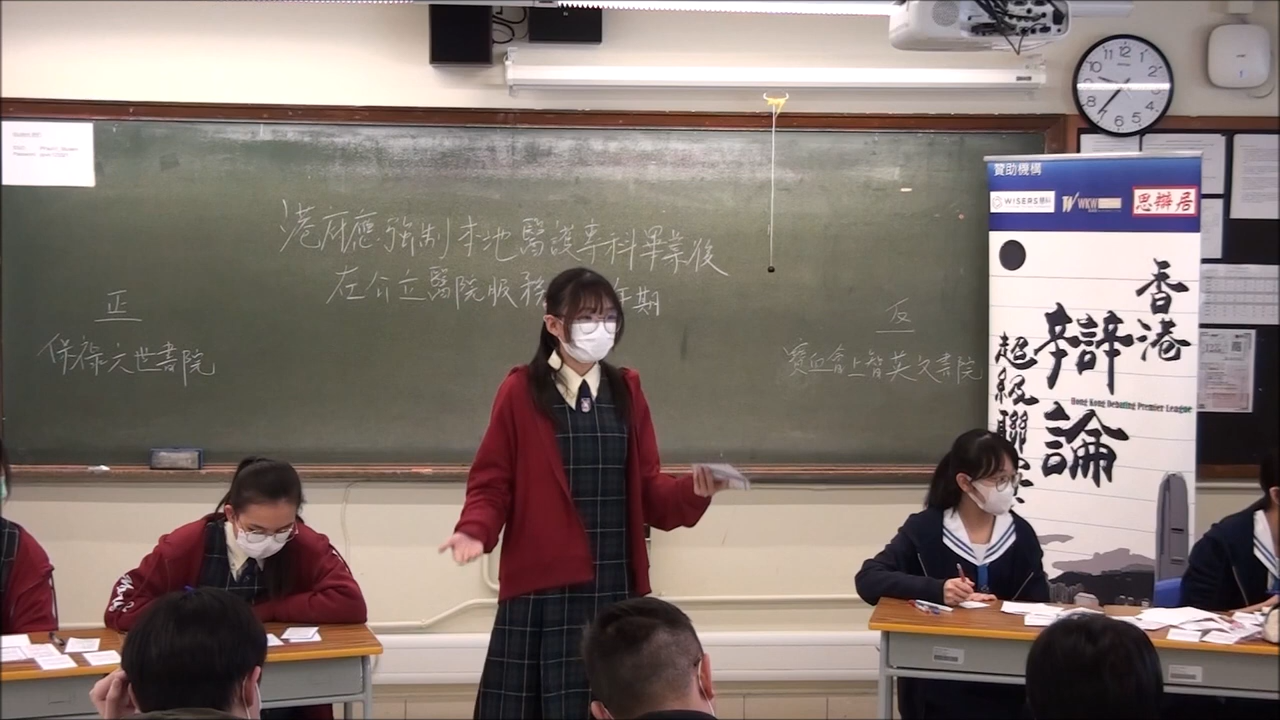 港府應強制本地醫護專科畢業後
在公立醫院服務 年期
正
保祿六世書院
反
寶血會上智英文書院
贊助機構
WISERS
WKW
思辯居
香港
辯論
Hong Kong Debating Premier League
超級聯